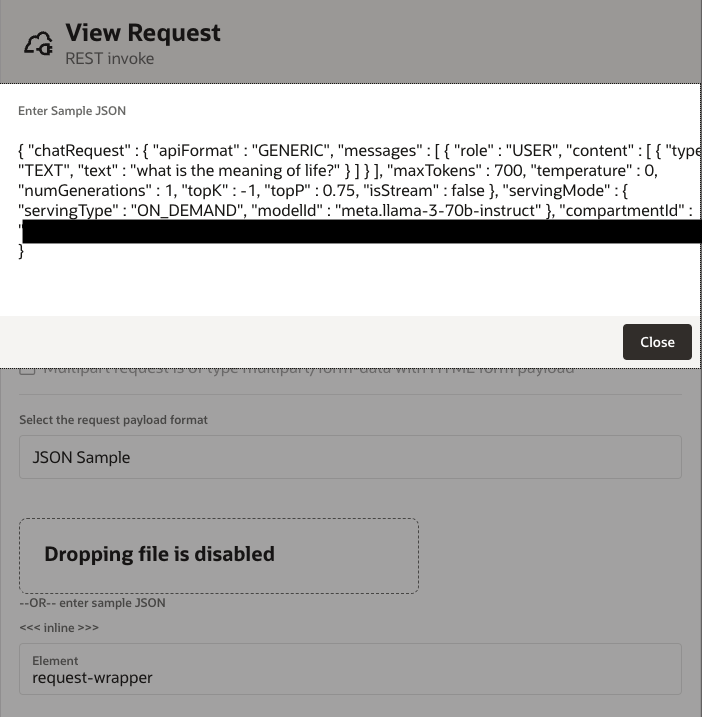 View Request
REST invoke
Enter Sample JSON
{ "chatRequest" : { "apiFormat" : "GENERIC", "messages" : [ { "role" : "USER", "content" : [ { "type
"TEXT", "text" : "what is the meaning of life?" } ] } ], "maxTokens" : 700, "temperature" : 0,
"numGenerations" : 1, "topK" : -1, "topP" : 0.75, "isStream" : false }, "servingMode" : {
"servingType" : "ON_DEMAND", "modelId" : "meta.llama-3-70b-instruct" }, "compartmentId" :
"
}
Close
Multipart request is of type multipart/form-data with HTML form payload
Select the request payload format
JSON Sample
Dropping file is disabled
--OR-- enter sample JSON
<<< inline >>>
Element
request-wrapper